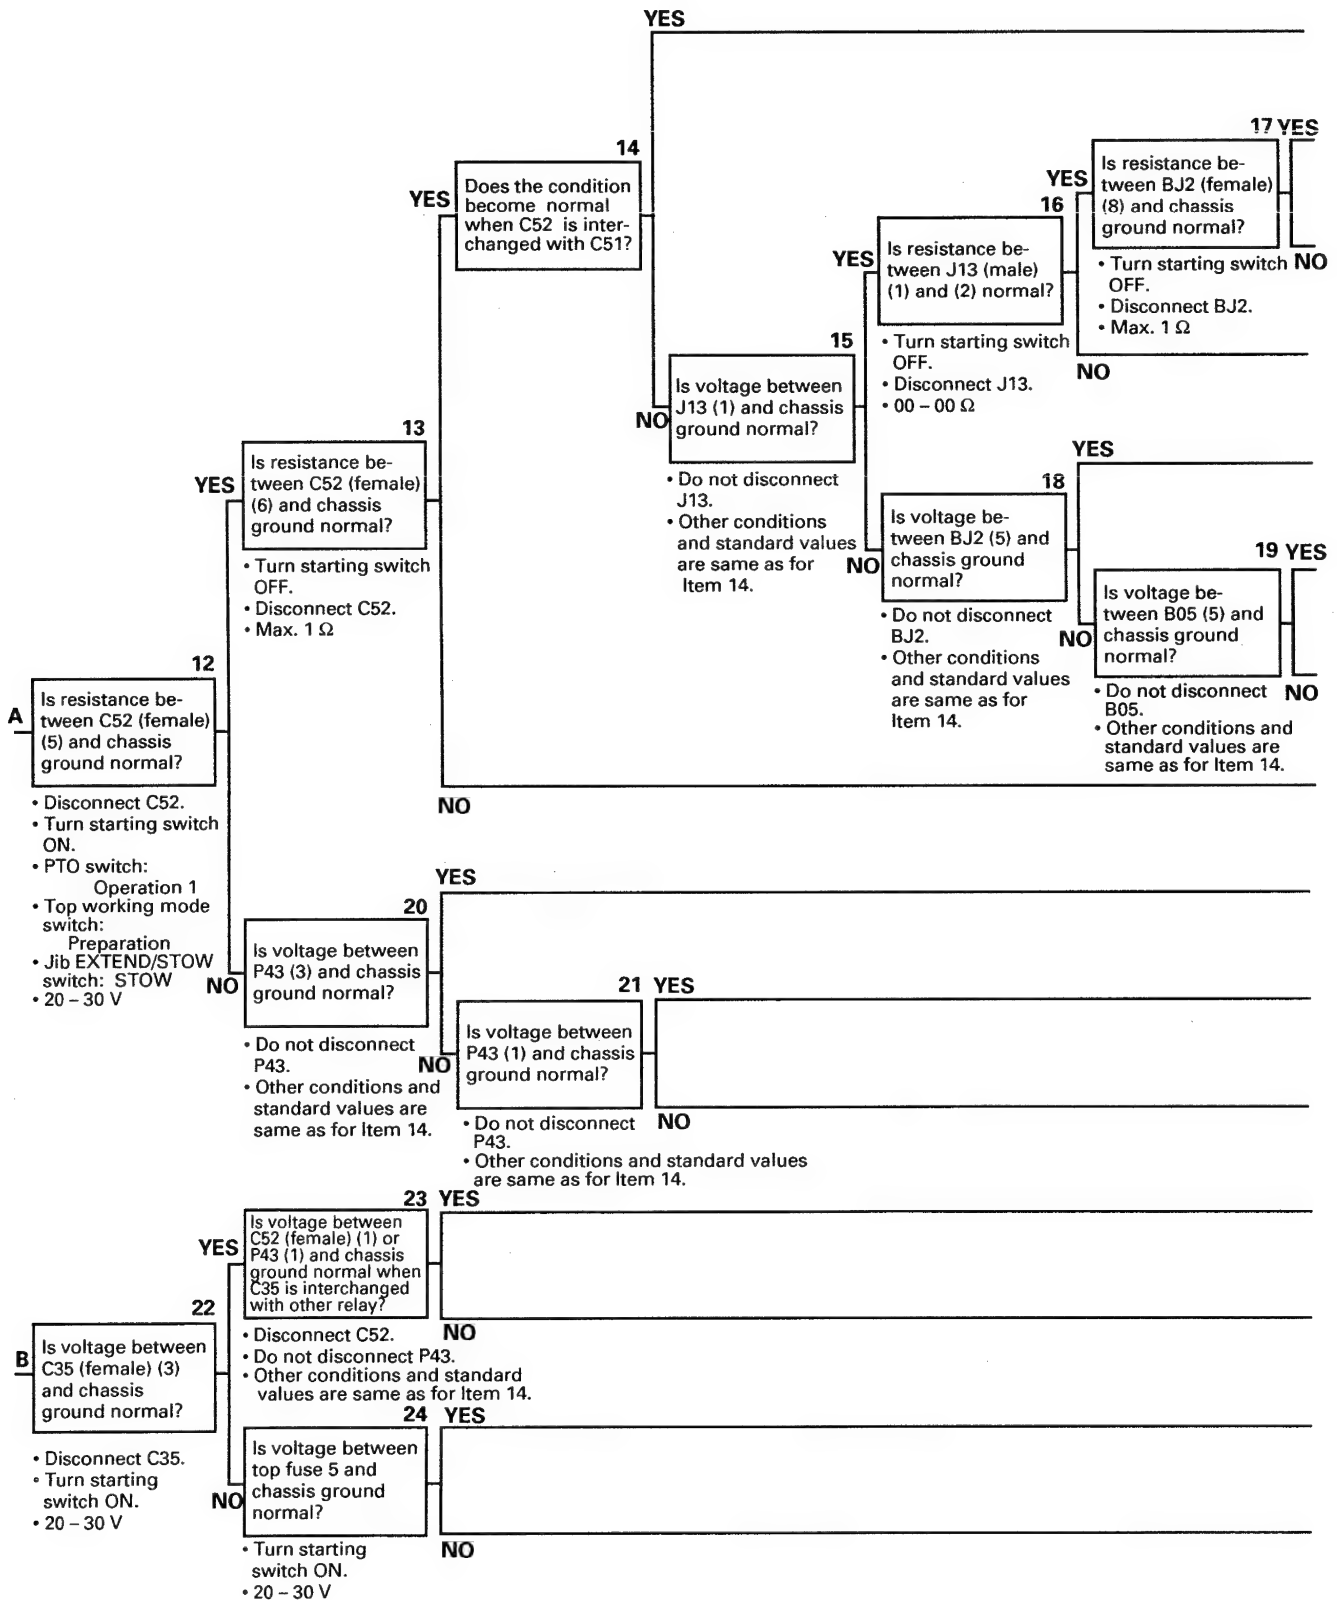 YES
17 YES
Is resistance be-
tween BJ2 (female)
(8) and chassis
ground normal?
• Turn starting switch
OFF.
• Disconnect BJ2.
• Max. 1 Ω
NO
14
YES
Does the condition
become normal
when C52 is inter-
changed with C51?
YES
16
Is resistance be-
tween J13 (male)
(1) and (2) normal?
• Turn starting switch
OFF.
• Disconnect J13.
• 00 – 00 Ω
NO
YES
15
NO
Is voltage between
J13 (1) and chassis
ground normal?
• Do not disconnect
J13.
• Other conditions
and standard values
are same as for
Item 14.
13
YES
Is resistance be-
tween C52 (female)
(6) and chassis
ground normal?
• Turn starting switch
OFF.
• Disconnect C52.
• Max. 1 Ω
YES
18
NO
Is voltage be-
tween BJ2 (5) and
chassis ground
normal?
• Do not disconnect
BJ2.
• Other conditions
and standard values
are same as for
Item 14.
19 YES
NO
Is voltage be-
tween B05 (5) and
chassis ground
normal?
• Do not disconnect
B05.
• Other conditions and
standard values are
same as for Item 14.
NO
12
A
Is resistance be-
tween C52 (female)
(5) and chassis
ground normal?
• Disconnect C52.
• Turn starting switch
ON.
• PTO switch:
Operation 1
• Top working mode
switch:
Preparation
• Jib EXTEND/STOW
switch: STOW
• 20 – 30 V
NO
YES
20
NO
Is voltage between
P43 (3) and chassis
ground normal?
• Do not disconnect
P43.
• Other conditions and
standard values are
same as for Item 14.
21 YES
NO
Is voltage between
P43 (1) and chassis
ground normal?
• Do not disconnect
P43.
• Other conditions and standard values
are same as for Item 14.
NO
23 YES
YES
Is voltage between
C52 (female) (1) or
P43 (1) and chassis
ground normal when
C35 is interchanged
with other relay?
• Disconnect C52.
• Do not disconnect P43.
• Other conditions and standard
values are same as for Item 14.
NO
22
B
Is voltage between
C35 (female) (3)
and chassis
ground normal?
• Disconnect C35.
• Turn starting
switch ON.
• 20 – 30 V
24 YES
NO
Is voltage between
top fuse 5 and
chassis ground
normal?
• Turn starting
switch ON.
• 20 – 30 V
NO